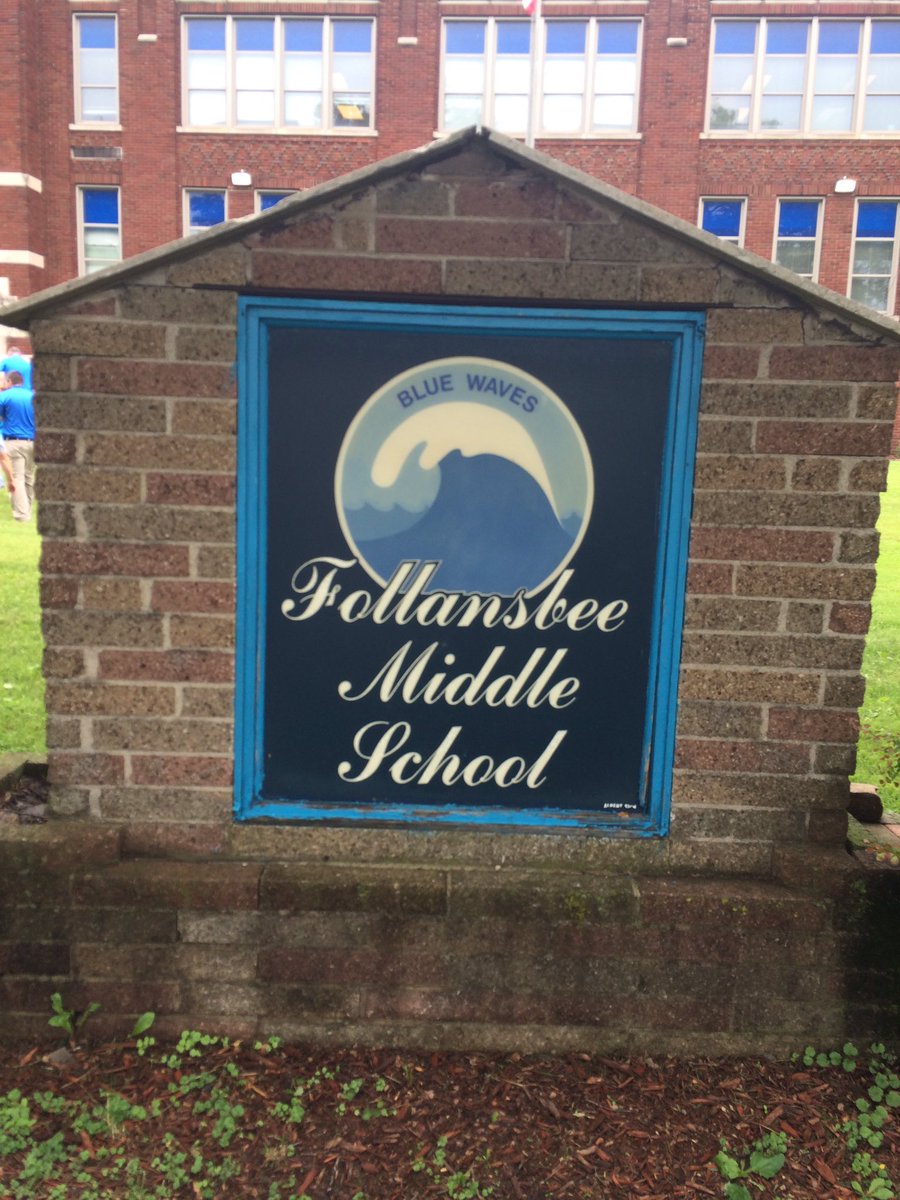 BLUE WAVES
Follansbee
Middle
School